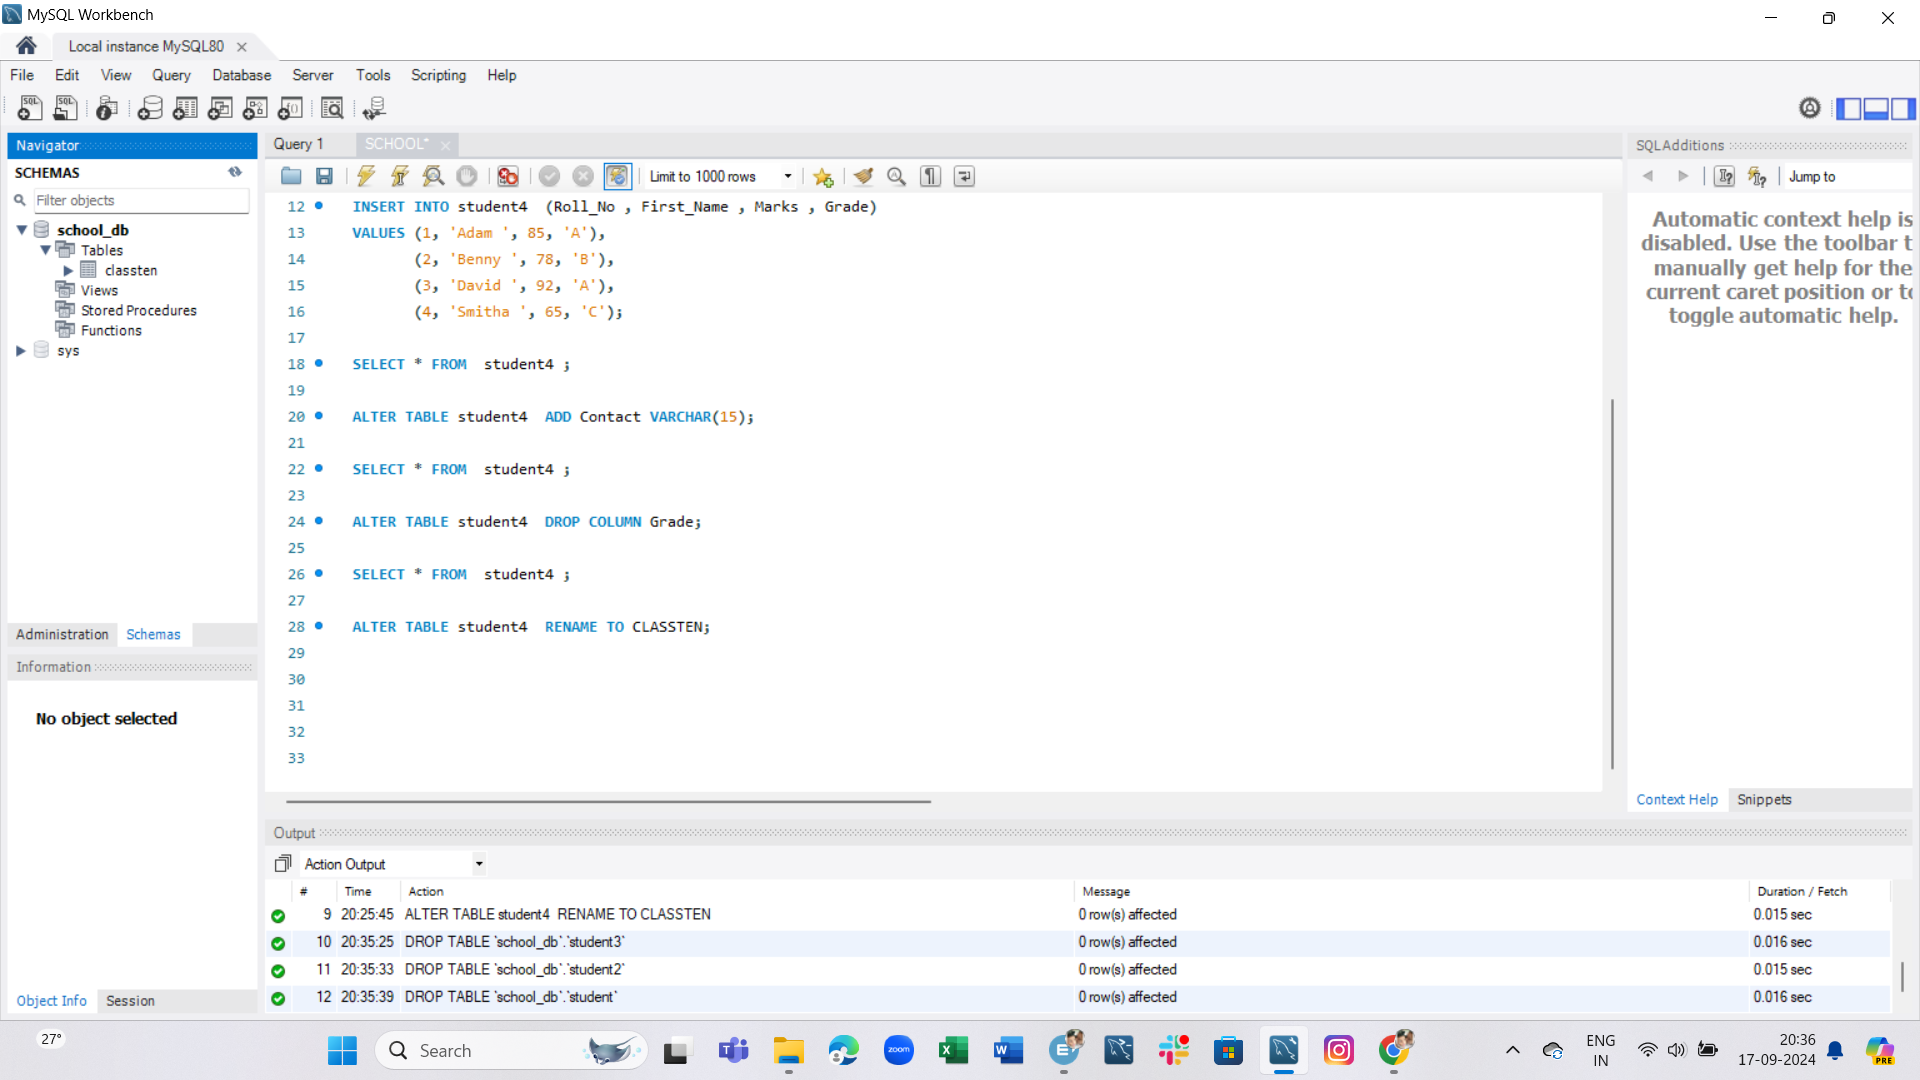 MySQL Workbench
Local instance MySQL80
File Edit View Query Database Server Tools Scripting Help
Navigator
SCHEMAS
Filter objects
school_db
Tables
classten
Views
Stored Procedures
Functions
sys
Administration Schemas
Information
No object selected
Object Info Session
Query 1 SCHOOL*
Limit to 1000 rows
12 INSERT INTO student4 (Roll_No , First_Name , Marks , Grade)
13 VALUES (1, 'Adam ', 85, 'A'),
14 (2, 'Benny ', 78, 'B'),
15 (3, 'David ', 92, 'A'),
16 (4, 'Smitha ', 65, 'C');
17
18 SELECT * FROM student4 ;
19
20 ALTER TABLE student4 ADD Contact VARCHAR(15);
21
22 SELECT * FROM student4 ;
23
24 ALTER TABLE student4 DROP COLUMN Grade;
25
26 SELECT * FROM student4 ;
27
28 ALTER TABLE student4 RENAME TO CLASSTEN;
29
30
31
32
33
SQLAdditions
Jump to
Automatic context help is
disabled. Use the toolbar t
manually get help for the
current caret position or to
toggle automatic help.
Context Help Snippets
Output
Action Output
# Time Action Message Duration / Fetch
9 20:25:45 ALTER TABLE student4 RENAME TO CLASSTEN 0 row(s) affected 0.015 sec
10 20:35:25 DROP TABLE `school_db`.`student3` 0 row(s) affected 0.016 sec
11 20:35:33 DROP TABLE `school_db`.`student2` 0 row(s) affected 0.015 sec
12 20:35:39 DROP TABLE `school_db`.`student` 0 row(s) affected 0.016 sec
27°
Search
zoom
ENG
IN
20:36
17-09-2024
PRE